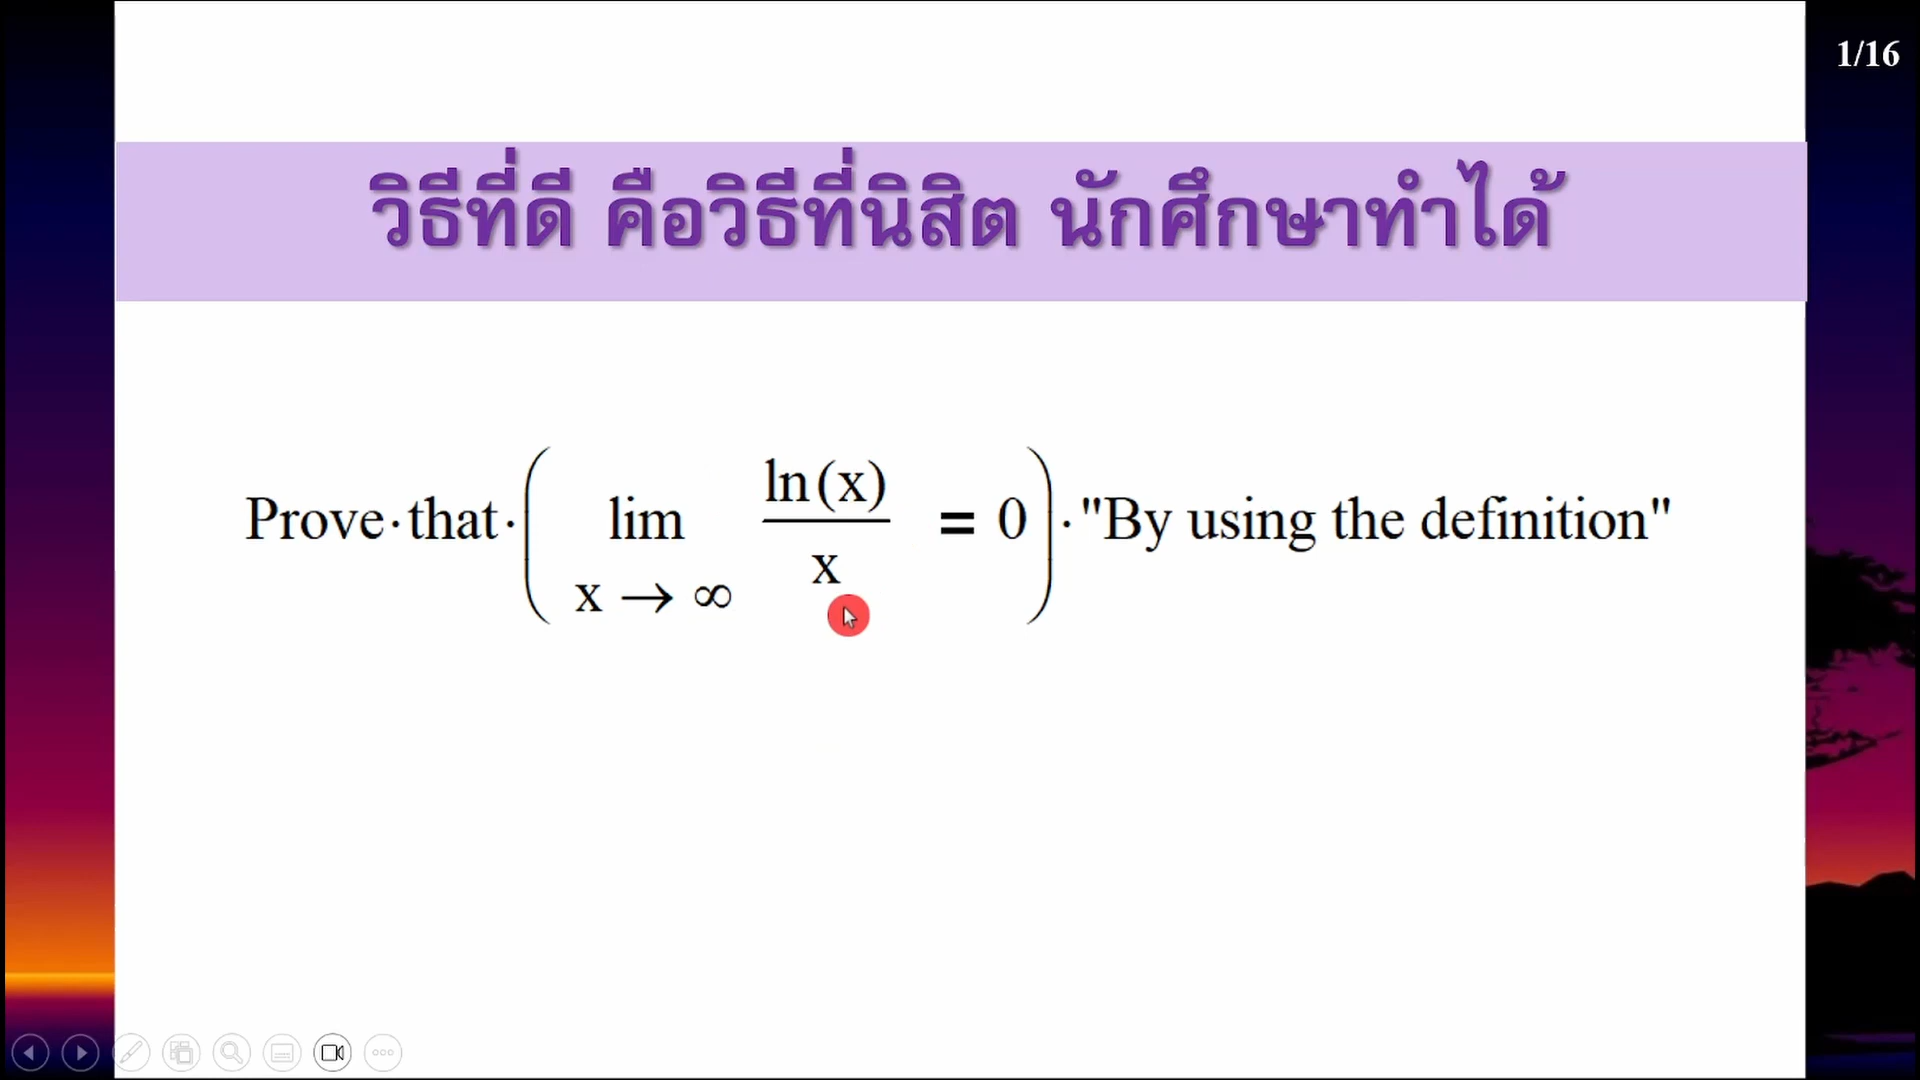 1/16
วิธีที่ดี คือวิธีที่นิสิต นักศึกษาทำได้
Prove·that·( lim x → ∞ ln(x)/x = 0 )·"By using the definition"